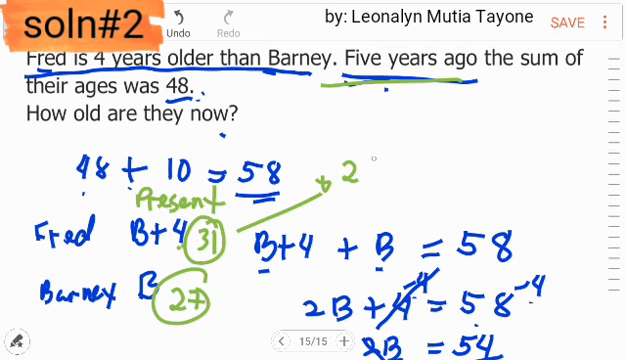 soln#2
Undo
Redo
by: Leonalyn Mutia Tayone
SAVE
Fred is 4 years older than Barney. Five years ago the sum of
their ages was 48.
How old are they now?
48 + 10 = 58
+ 2
Present
Fred B+4 31
B+4 + B = 58
Barney B 27
2B + 4 -4 = 58 -4
15/15
2B = 54